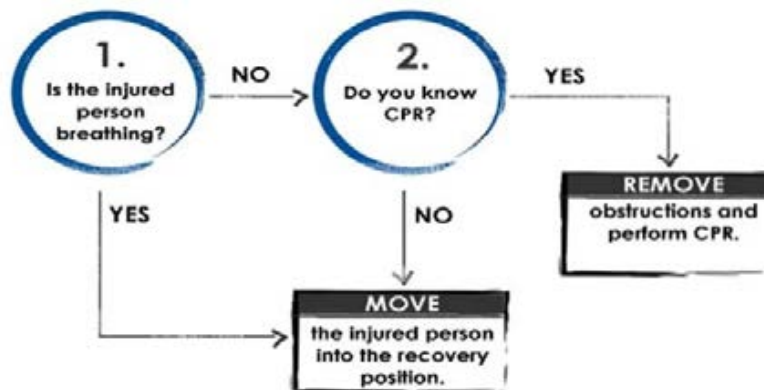 1.
Is the injured
person
breathing?
NO
2.
Do you know
CPR?
YES
REMOVE
obstructions and
perform CPR.
YES
NO
MOVE
the injured person
into the recovery
position.